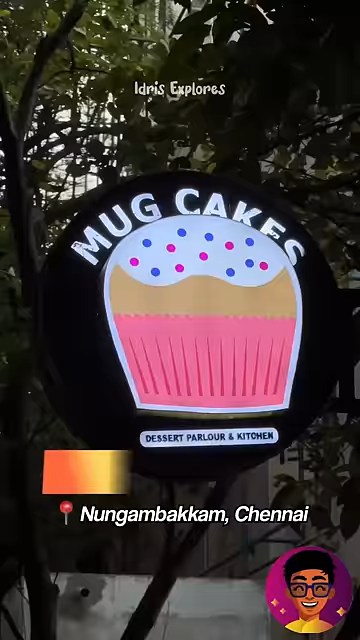 Idris Explores
MUG CAKES
DESSERT PARLOUR & KITCHEN
📍 Nungambakkam, Chennai